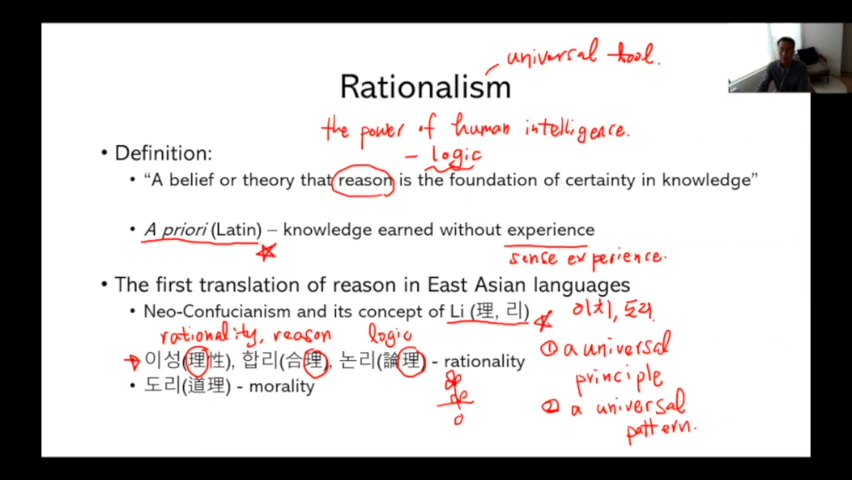 universal tool.
Rationalism
the power of human intelligence.
– logic
• Definition:
• “A belief or theory that reason is the foundation of certainty in knowledge”
• A priori (Latin) – knowledge earned without experience
sense experience.
• The first translation of reason in East Asian languages
• Neo-Confucianism and its concept of Li (理, 리)
이치, 도리
rationality, reason logic
① a universal
principle
• 이성(理性), 합리(合理), 논리(論理) - rationality
• 도리(道理) - morality
② a universal
pattern.